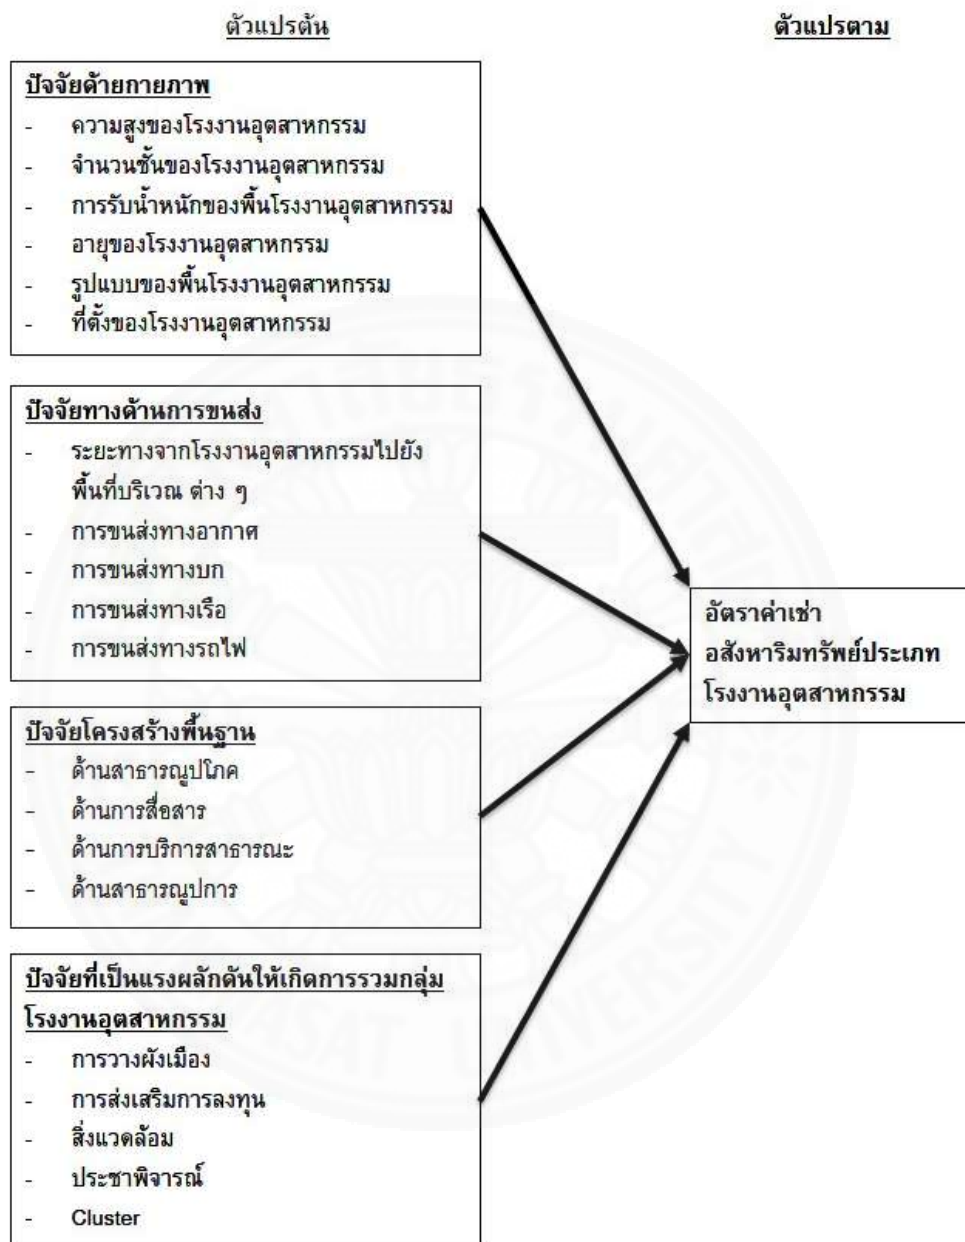 ตัวแปรต้น
ตัวแปรตาม
ปัจจัยด้ายกายภาพ
- ความสูงของโรงงานอุตสาหกรรม
- จำนวนชั้นของโรงงานอุตสาหกรรม
- การรับน้ำหนักของพื้นโรงงานอุตสาหกรรม
- อายุของโรงงานอุตสาหกรรม
- รูปแบบของพื้นโรงงานอุตสาหกรรม
- ที่ตั้งของโรงงานอุตสาหกรรม
ปัจจัยทางด้านการขนส่ง
- ระยะทางจากโรงงานอุตสาหกรรมไปยัง
พื้นที่บริเวณ ต่าง ๆ
- การขนส่งทางอากาศ
- การขนส่งทางบก
- การขนส่งทางเรือ
- การขนส่งทางรถไฟ
ปัจจัยโครงสร้างพื้นฐาน
- ด้านสาธารณูปโภค
- ด้านการสื่อสาร
- ด้านการบริการสาธารณะ
- ด้านสาธารณูปการ
ปัจจัยที่เป็นแรงผลักดันให้เกิดการรวมกลุ่ม
โรงงานอุตสาหกรรม
- การวางผังเมือง
- การส่งเสริมการลงทุน
- สิ่งแวดล้อม
- ประชาพิจารณ์
- Cluster
อัตราค่าเช่า
อสังหาริมทรัพย์ประเภท
โรงงานอุตสาหกรรม